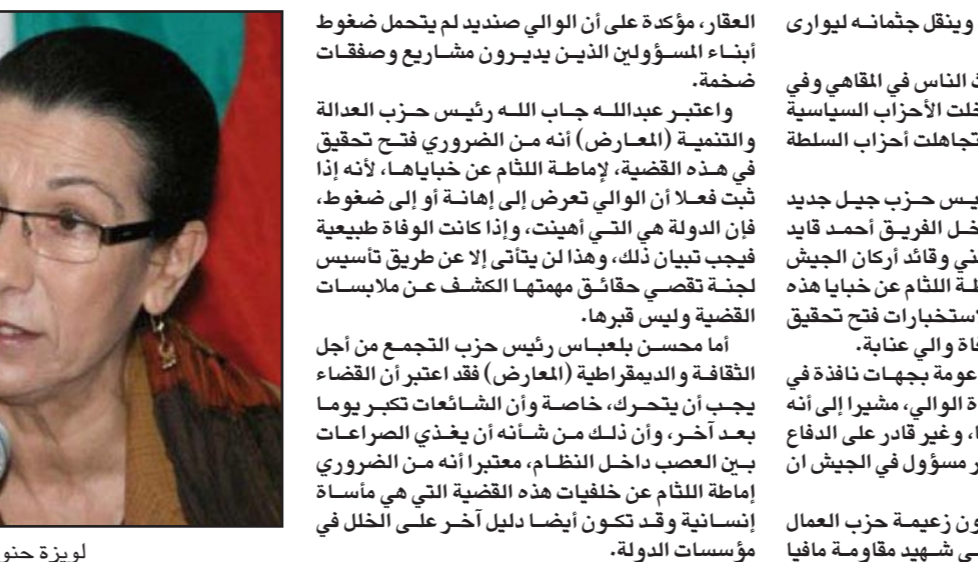 وينقل جثمانه ليوارى
الناس في المقاهي وفي
خلت الأحزاب السياسية
تجاهلت أحزاب السلطة
يس حزب جيل جديد
خل الفريق أحمد قايد
ني وقائد أركان الجيش
طة اللثام عن خبايا هذه
لاستخبارات فتح تحقيق
فاة والي عنابة.
عومة بجهات نافذة في
ة الوالي، مشيرا إلى أنه
ا، وغير قادر على الدفاع
ر مسؤول في الجيش ان
ون زعيمة حزب العمال
ي شهيد مقاومة مافيا
العقار، مؤكدة على أن الوالي صنديد لم يتحمل ضغوط
أبناء المسؤولين الذين يديرون مشاريع وصفقات
ضخمة.
واعتبر عبدالله جاب الله رئيس حزب العدالة
والتنمية (المعارض) أنه من الضروري فتح تحقيق
في هذه القضية، لإماطة اللثام عن خباياها، لأنه إذا
ثبت فعلا أن الوالي تعرض إلى إهانة أو إلى ضغوط،
فإن الدولة هي التي أهينت، وإذا كانت الوفاة طبيعية
فيجب تبيان ذلك، وهذا لن يتأتى إلا عن طريق تأسيس
لجنة تقصي حقائق مهمتها الكشف عن ملابسات
القضية وليس قبرها.
أما محسن بلعباس رئيس حزب التجمع من أجل
الثقافة والديمقراطية (المعارض) فقد اعتبر أن القضاء
يجب أن يتحرك، خاصة وأن الشائعات تكبر يوما
بعد آخر، وأن ذلك من شأنه أن يغذي الصراعات
بين العصب داخل النظام، معتبرا أنه من الضروري
إماطة اللثام عن خلفيات هذه القضية التي هي مأساة
إنسانية وقد تكون أيضا دليل آخر على الخلل في
مؤسسات الدولة.
لويزة حنو